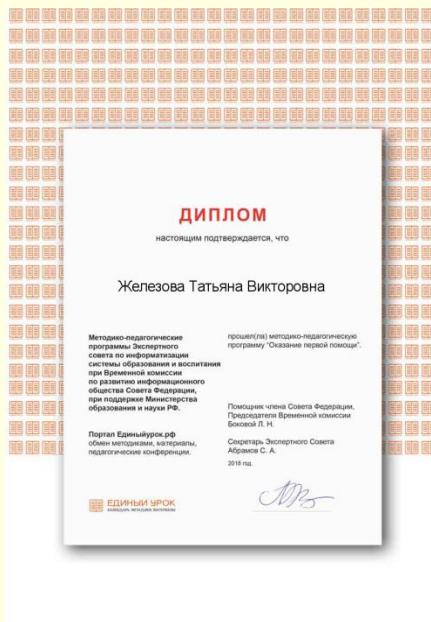 ДИПЛОМ
настоящим подтверждается, что
Железова Татьяна Викторовна
Методико-педагогические
программы Экспертного
совета по информатизации
системы образования и воспитания
при Временной комиссии
по развитию информационного
общества Совета Федерации,
при поддержке Министерства
образования и науки РФ.
Портал Единыйурок.рф
обмен методиками, материалы,
педагогические конференции.
прошел(ла) методико-педагогическую
программу "Оказание первой помощи".
Помощник члена Совета Федерации,
Председателя Временной комиссии
Боковой Л. Н.
Секретарь Экспертного Совета
Абрамов С. А.
2018 год
ЕДИНЫЙ УРОК
КАЛЕНДАРЬ МЕТОДИКИ МАТЕРИАЛЫ